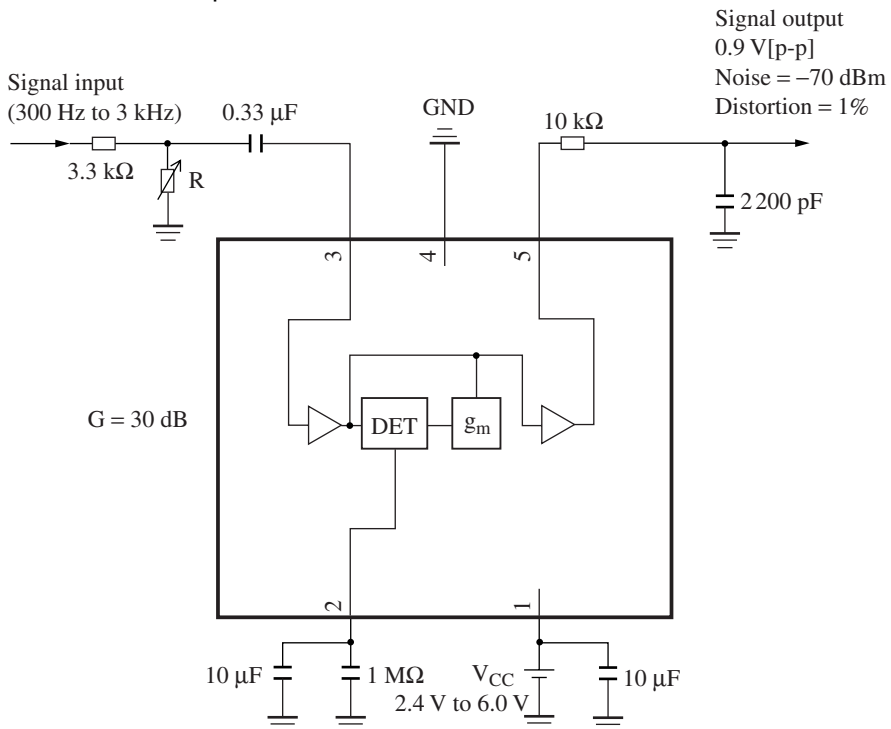 Signal output
0.9 V[p-p]
Noise = –70 dBm
Distortion = 1%
Signal input
(300 Hz to 3 kHz)
0.33 μF
GND
10 kΩ
3.3 kΩ
R
2 200 pF
3
4
5
G = 30 dB
DET
gm
2
1
10 μF
1 MΩ
VCC
2.4 V to 6.0 V
10 μF